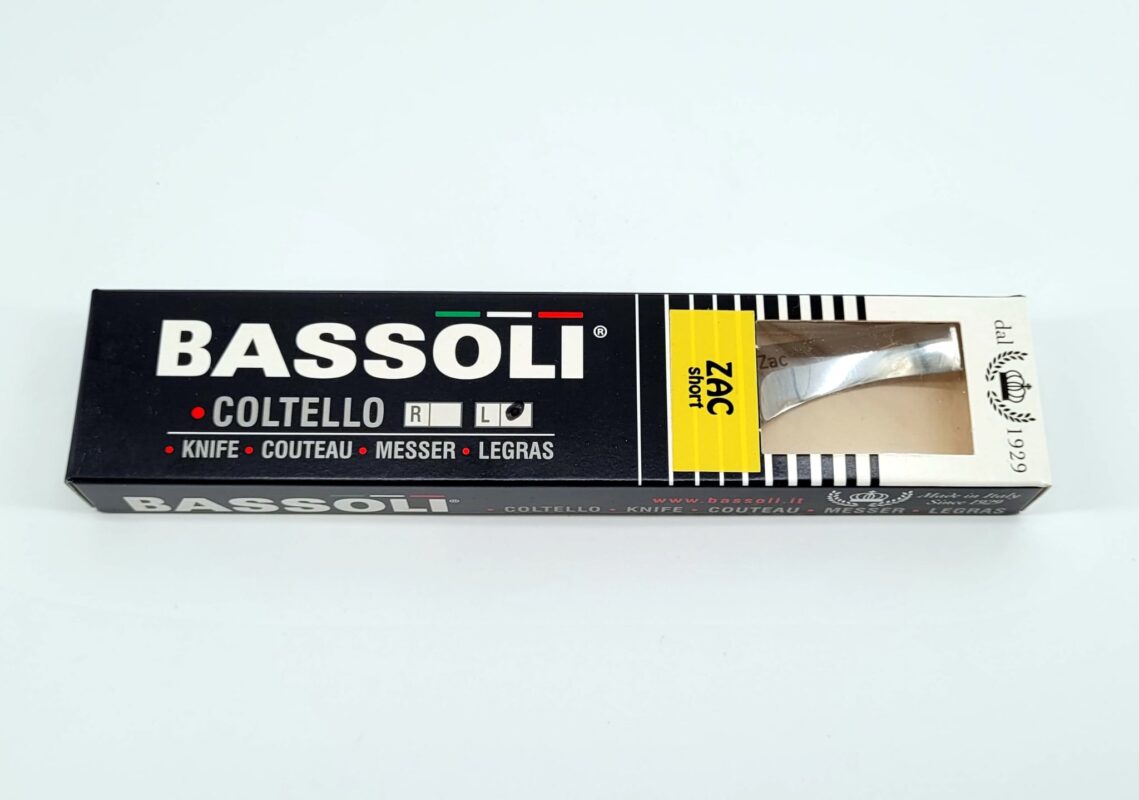 BASSOLI®
• COLTELLO R L
• KNIFE • COUTEAU • MESSER • LEGRAS
ZAC
short
Zac
dal 1929
BASSOLI®
• COLTELLO • KNIFE • COUTEAU • MESSER • LEGRAS
www.bassoli.it
Made in Italy
Since 1929